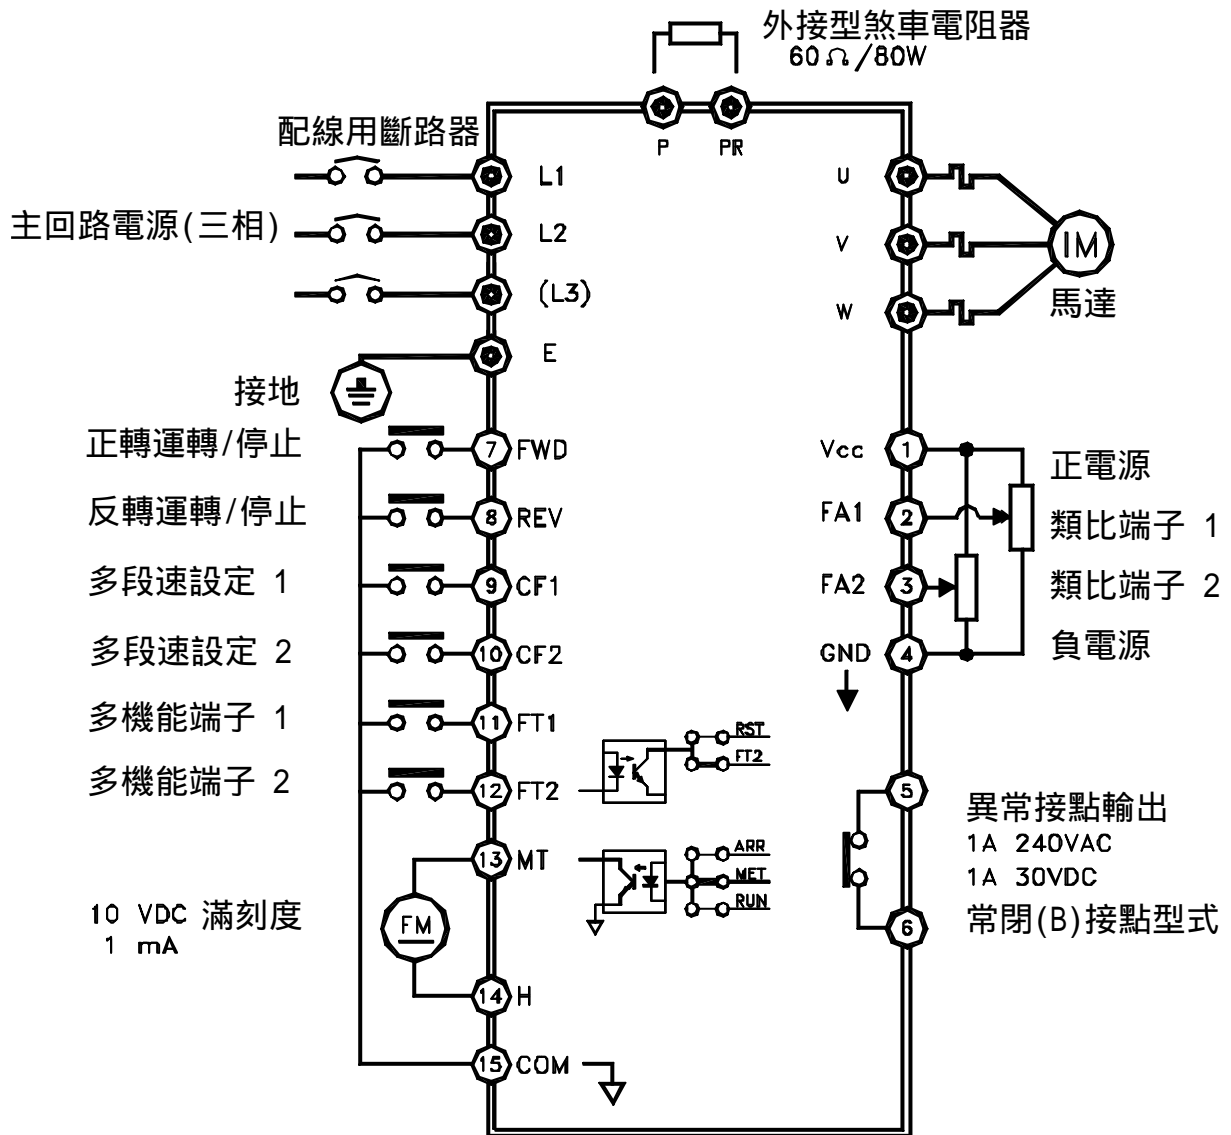 外接型煞車電阻器
60Ω/80W
配線用斷路器
P PR
L1 U
主回路電源(三相) L2 V IM
(L3) W 馬達
E
接地
正轉運轉/停止 7 FWD Vcc 1 正電源
反轉運轉/停止 8 REV FA1 2 類比端子 1
多段速設定 1 9 CF1 FA2 3 類比端子 2
多段速設定 2 10 CF2 GND 4 負電源
多機能端子 1 11 FT1 RST
FT2
多機能端子 2 12 FT2 5 異常接點輸出
1A 240VAC
13 MT ARR
MET 1A 30VDC
RUN
10 VDC 滿刻度 FM 6 常閉(B)接點型式
1 mA
14 H
15 COM